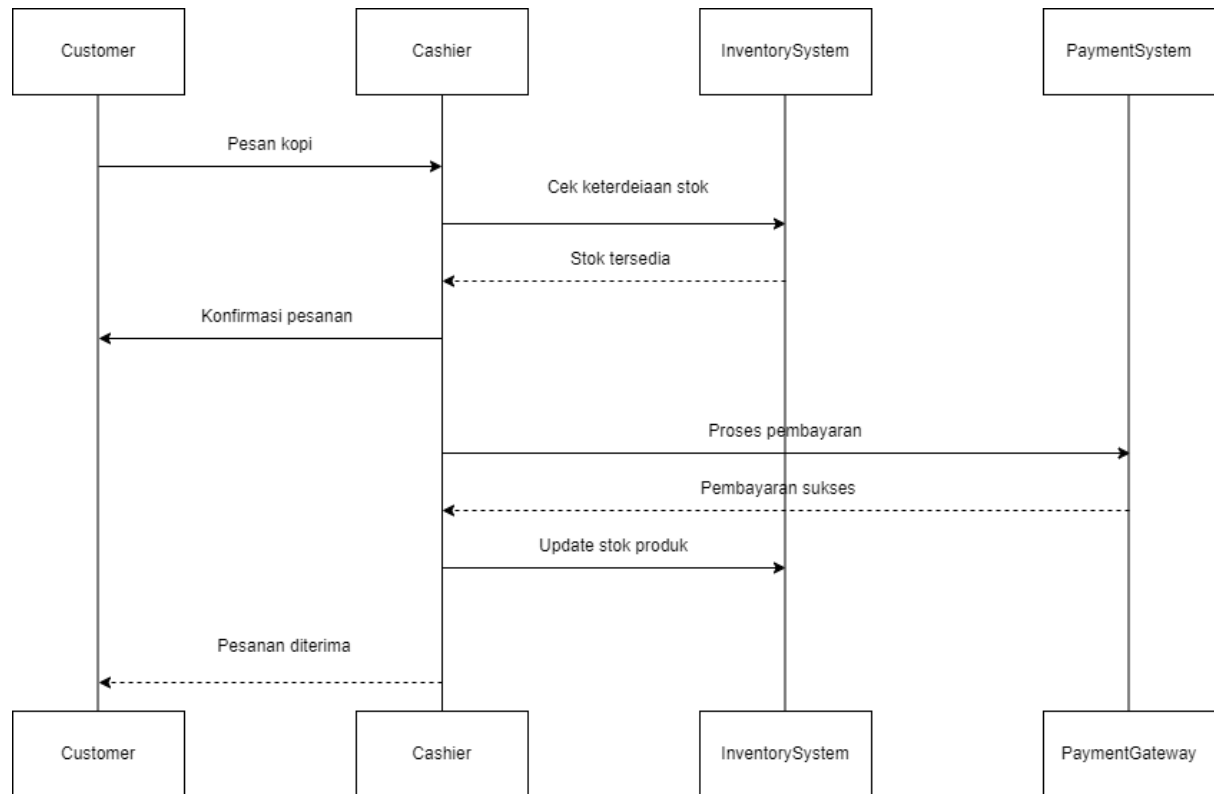 Customer
Cashier
InventorySystem
PaymentSystem
Pesan kopi
Cek keterdeiaan stok
Stok tersedia
Konfirmasi pesanan
Proses pembayaran
Pembayaran sukses
Update stok produk
Pesanan diterima
Customer
Cashier
InventorySystem
PaymentGateway